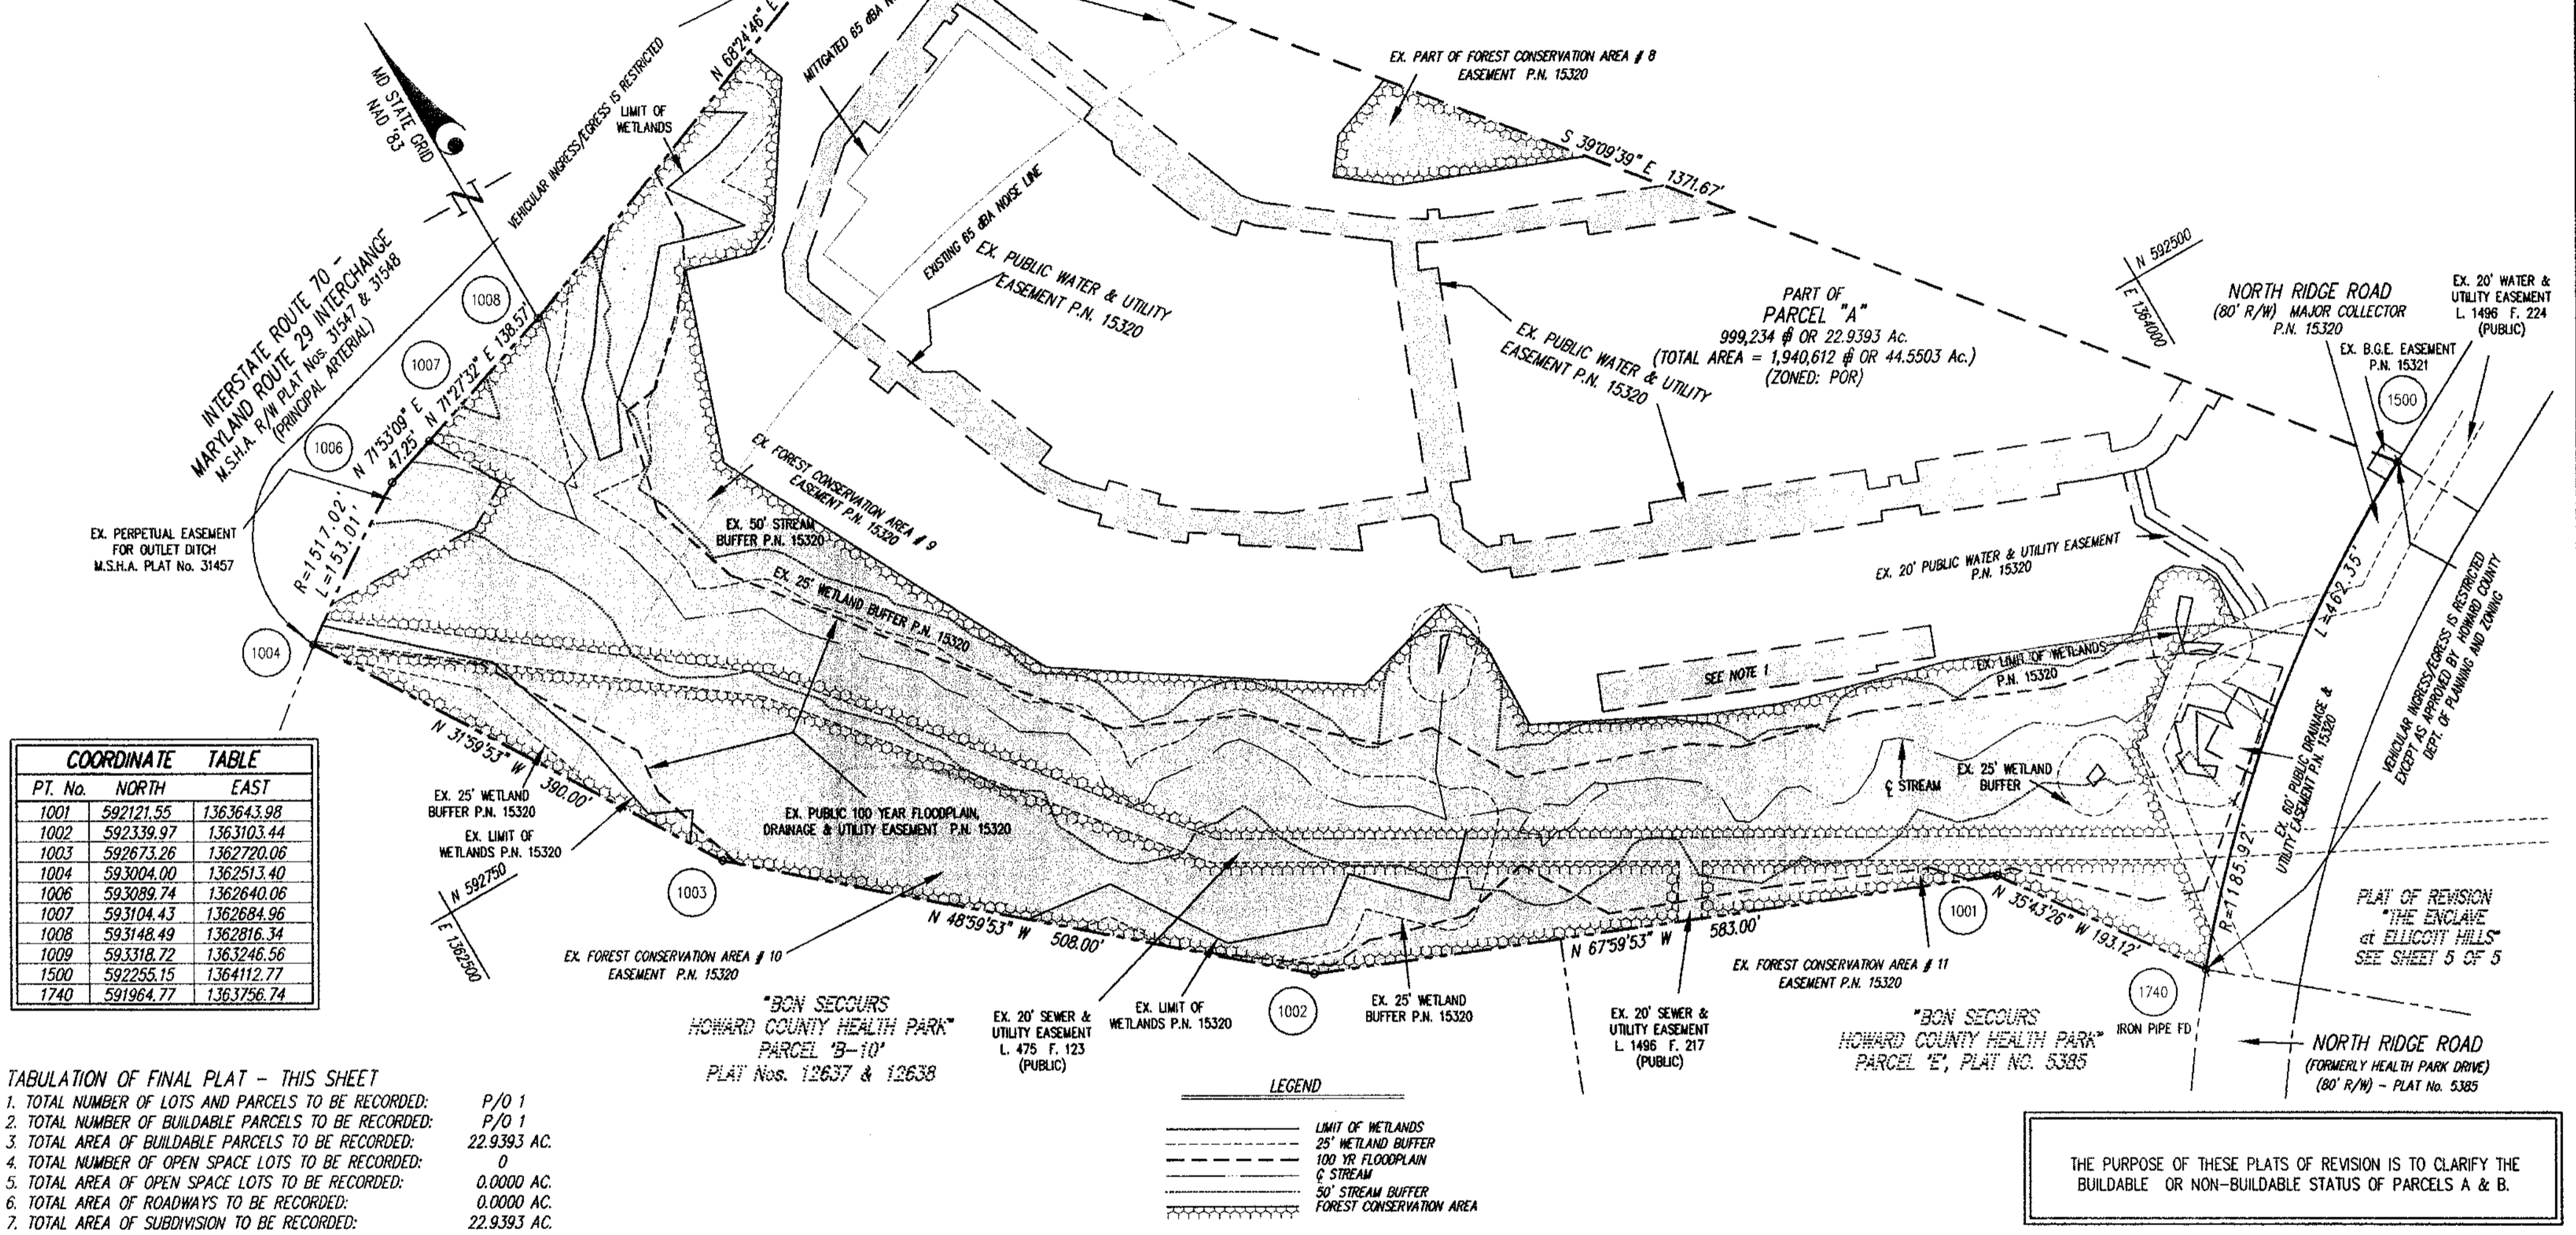 N 68°24'46" E
MITIGATED 65 dBA
VEHICULAR INGRESS/EGRESS IS RESTRICTED
MD STATE GRID
NAD '83
N
LIMIT OF
WETLANDS
EX. PART OF FOREST CONSERVATION AREA # 8
EASEMENT P.N. 15320
S 39°09'39" E 1371.67'
EXISTING 65 dBA NOISE LINE
EX. PUBLIC WATER & UTILITY
EASEMENT P.N. 15320
INTERSTATE ROUTE 70 -
MARYLAND ROUTE 29 INTERCHANGE
M.S.H.A. R/W PLAT Nos. 31547 & 31548
(PRINCIPAL ARTERIAL)
1008
1007
1006
N 71°27'32" E 138.57'
N 71°53'09" E
47.25'
R=1517.02'
L=153.01'
EX. PERPETUAL EASEMENT
FOR OUTLET DITCH
M.S.H.A. PLAT No. 31457
1004
PART OF
PARCEL "A"
999,234 ⏍ OR 22.9393 Ac.
(TOTAL AREA = 1,940,612 ⏍ OR 44.5503 Ac.)
(ZONED: POR)
EX. PUBLIC WATER & UTILITY
EASEMENT P.N. 15320
N 592500
E 1364000
NORTH RIDGE ROAD
(80' R/W) MAJOR COLLECTOR
P.N. 15320
EX. 20' WATER &
UTILITY EASEMENT
L. 1496 F. 224
(PUBLIC)
EX. B.G.E. EASEMENT
P.N. 15321
1500
EX. FOREST CONSERVATION AREA # 9
EASEMENT P.N. 15320
EX. 50' STREAM
BUFFER P.N. 15320
EX. 25' WETLAND BUFFER P.N. 15320
EX. 20' PUBLIC WATER & UTILITY EASEMENT
P.N. 15320
L=462.35'
VEHICULAR INGRESS/EGRESS IS RESTRICTED
EXCEPT AS APPROVED BY HOWARD COUNTY
DEPT. OF PLANNING AND ZONING
SEE NOTE 1
EX. LIMIT OF WETLANDS
P.N. 15320
EX. 60' PUBLIC DRAINAGE &
UTILITY EASEMENT P.N. 15320
R=1185.92'
℄ STREAM
EX. 25' WETLAND
BUFFER
N 31°59'53" W 390.00'
EX. 25' WETLAND
BUFFER P.N. 15320
EX. LIMIT OF
WETLANDS P.N. 15320
N 592750
E 1362500
EX. PUBLIC 100 YEAR FLOODPLAIN,
DRAINAGE & UTILITY EASEMENT P.N. 15320
1003
N 48°59'53" W 508.00'
EX. FOREST CONSERVATION AREA # 10
EASEMENT P.N. 15320
N 67°59'53" W 583.00'
1001
N 35°43'26" W 193.12'
EX. FOREST CONSERVATION AREA # 11
EASEMENT P.N. 15320
1740
IRON PIPE FD
PLAT OF REVISION
"THE ENCLAVE
at ELLICOTT HILLS"
SEE SHEET 5 OF 5
COORDINATE TABLE
PT. No. NORTH EAST
1001 592121.55 1363643.98
1002 592339.97 1363103.44
1003 592673.26 1362720.06
1004 593004.00 1362513.40
1006 593089.74 1362640.06
1007 593104.43 1362684.96
1008 593148.49 1362816.34
1009 593318.72 1363246.56
1500 592255.15 1364112.77
1740 591964.77 1363756.74
"BON SECOURS
HOWARD COUNTY HEALTH PARK"
PARCEL 'B-10'
PLAT Nos. 12637 & 12638
EX. 20' SEWER &
UTILITY EASEMENT
L. 475 F. 123
(PUBLIC)
EX. LIMIT OF
WETLANDS P.N. 15320
1002
EX. 25' WETLAND
BUFFER P.N. 15320
EX. 20' SEWER &
UTILITY EASEMENT
L. 1496 F. 217
(PUBLIC)
"BON SECOURS
HOWARD COUNTY HEALTH PARK"
PARCEL 'E', PLAT NO. 5385
NORTH RIDGE ROAD
(FORMERLY HEALTH PARK DRIVE)
(80' R/W) - PLAT No. 5385
TABULATION OF FINAL PLAT - THIS SHEET
1. TOTAL NUMBER OF LOTS AND PARCELS TO BE RECORDED: P/O 1
2. TOTAL NUMBER OF BUILDABLE PARCELS TO BE RECORDED: P/O 1
3. TOTAL AREA OF BUILDABLE PARCELS TO BE RECORDED: 22.9393 AC.
4. TOTAL NUMBER OF OPEN SPACE LOTS TO BE RECORDED: 0
5. TOTAL AREA OF OPEN SPACE LOTS TO BE RECORDED: 0.0000 AC.
6. TOTAL AREA OF ROADWAYS TO BE RECORDED: 0.0000 AC.
7. TOTAL AREA OF SUBDIVISION TO BE RECORDED: 22.9393 AC.
LEGEND
LIMIT OF WETLANDS
25' WETLAND BUFFER
100 YR FLOODPLAIN
℄ STREAM
50' STREAM BUFFER
FOREST CONSERVATION AREA
THE PURPOSE OF THESE PLATS OF REVISION IS TO CLARIFY THE
BUILDABLE OR NON-BUILDABLE STATUS OF PARCELS A & B.